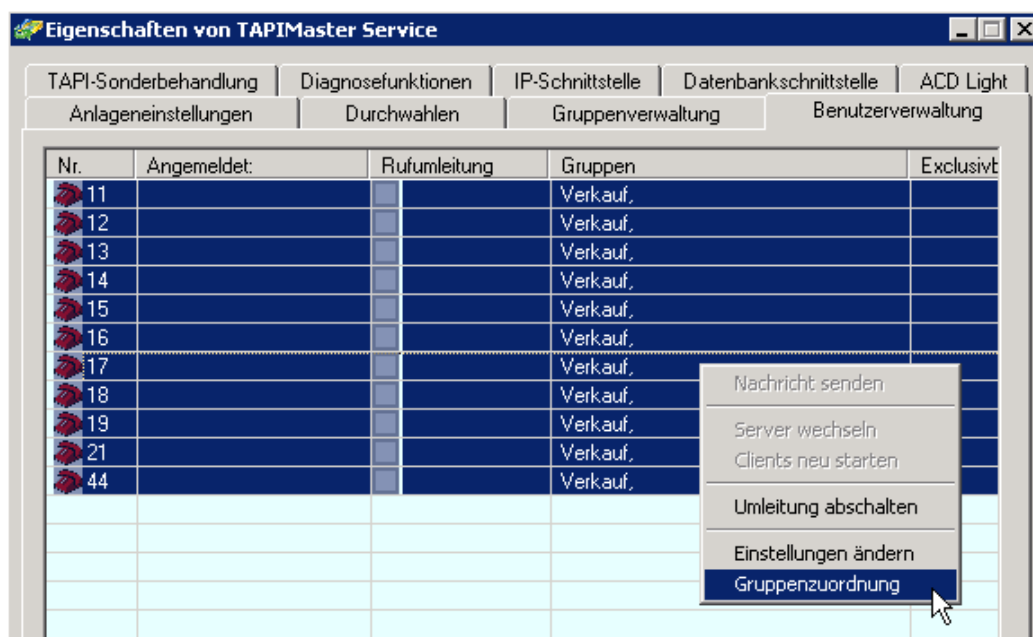 Eigenschaften von TAPIMaster Service
TAPI-Sonderbehandlung Diagnosefunktionen IP-Schnittstelle Datenbankschnittstelle ACD Light
Anlageneinstellungen Durchwahlen Gruppenverwaltung Benutzerverwaltung
Nr. Angemeldet: Rufumleitung Gruppen Exclusivb
11 Verkauf,
12 Verkauf,
13 Verkauf,
14 Verkauf,
15 Verkauf,
16 Verkauf,
17 Verkauf,
18 Verkauf,
19 Verkauf,
21 Verkauf,
44 Verkauf,
Nachricht senden
Server wechseln
Clients neu starten
Umleitung abschalten
Einstellungen ändern
Gruppenzuordnung